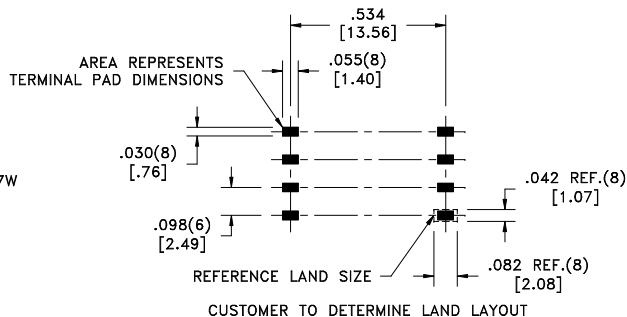 .534
[13.56]
AREA REPRESENTS
TERMINAL PAD DIMENSIONS
.055(8)
[1.40]
.030(8)
[.76]
7W
.042 REF.(8)
[1.07]
.098(6)
[2.49]
REFERENCE LAND SIZE
.082 REF.(8)
[2.08]
CUSTOMER TO DETERMINE LAND LAYOUT